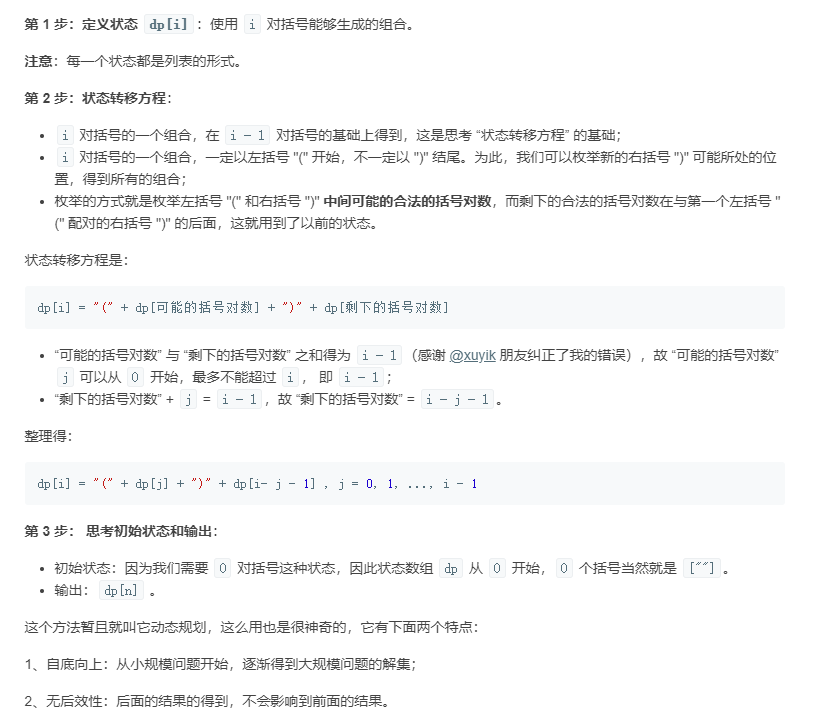 第 1 步：定义状态 dp[i] ：使用 i 对括号能够生成的组合。
注意：每一个状态都是列表的形式。
第 2 步：状态转移方程：
• i 对括号的一个组合，在 i - 1 对括号的基础上得到，这是思考 “状态转移方程” 的基础；
• i 对括号的一个组合，一定以左括号 "(" 开始，不一定以 ")" 结尾。为此，我们可以枚举新的右括号 ")" 可能所处的位
置，得到所有的组合；
• 枚举的方式就是枚举左括号 "(" 和右括号 ")" 中间可能的合法的括号对数，而剩下的合法的括号对数在与第一个左括号 "
(" 配对的右括号 ")" 的后面，这就用到了以前的状态。
状态转移方程是：
dp[i] = "(" + dp[可能的括号对数] + ")" + dp[剩下的括号对数]
• “可能的括号对数” 与 “剩下的括号对数” 之和得为 i - 1 （感谢 @xuyik 朋友纠正了我的错误），故 “可能的括号对数”
j 可以从 0 开始，最多不能超过 i ， 即 i - 1 ；
• “剩下的括号对数” + j = i - 1 ，故 “剩下的括号对数” = i - j - 1 。
整理得：
dp[i] = "(" + dp[j] + ")" + dp[i- j - 1] , j = 0, 1, ..., i - 1
第 3 步： 思考初始状态和输出：
• 初始状态：因为我们需要 0 对括号这种状态，因此状态数组 dp 从 0 开始， 0 个括号当然就是 [""] 。
• 输出： dp[n] 。
这个方法暂且就叫它动态规划，这么用也是很神奇的，它有下面两个特点：
1、自底向上：从小规模问题开始，逐渐得到大规模问题的解集；
2、无后效性：后面的结果的得到，不会影响到前面的结果。